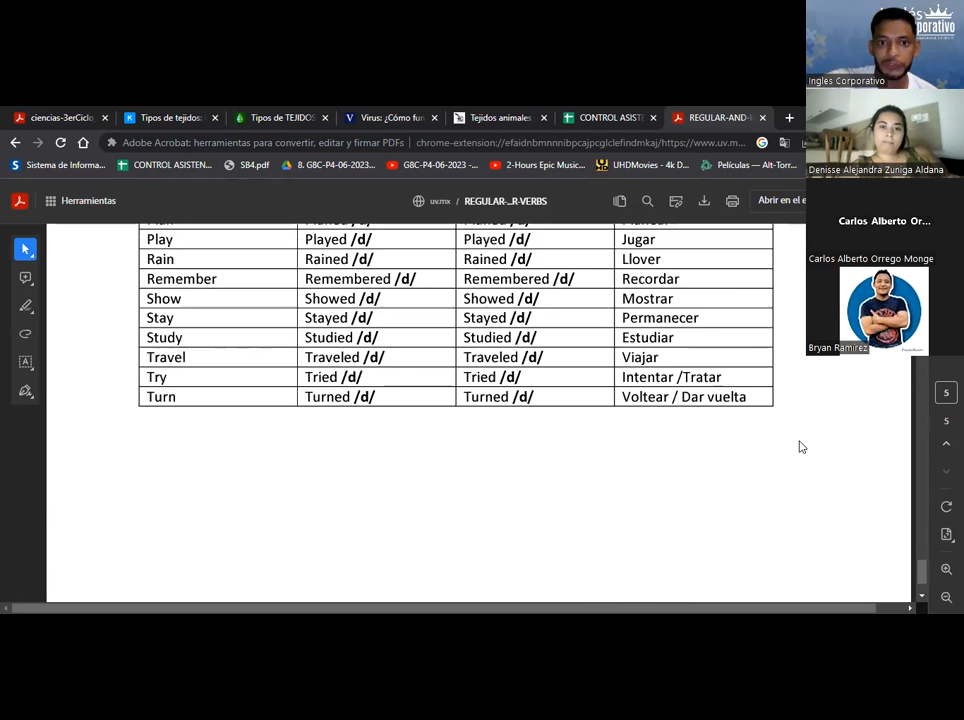 ciencias-3erCiclo
Tipos de tejidos:
Tipos de TEJIDOS
Virus: ¿Cómo fun
Tejidos animales
CONTROL ASISTE
REGULAR-AND-I
Adobe Acrobat: herramientas para convertir, editar y firmar PDFs
chrome-extension://efaidnbmnnnibpcajpcglclefindmkaj/https://www.uv.m...
Sistema de Informa...
CONTROL ASISTEN...
SB4.pdf
8. G8C-P4-06-2023...
G8C-P4-06-2023 -...
2-Hours Epic Music...
UHDMovies - 4k D...
Películas — Alt-Torr...
Herramientas
uv.mx / REGULAR-..R-VERBS
Abrir en el e
Play Played /d/ Played /d/ Jugar
Rain Rained /d/ Rained /d/ Llover
Remember Remembered /d/ Remembered /d/ Recordar
Show Showed /d/ Showed /d/ Mostrar
Stay Stayed /d/ Stayed /d/ Permanecer
Study Studied /d/ Studied /d/ Estudiar
Travel Traveled /d/ Traveled /d/ Viajar
Try Tried /d/ Tried /d/ Intentar /Tratar
Turn Turned /d/ Turned /d/ Voltear / Dar vuelta
5
5
Ingles Corporativo
Denisse Alejandra Zuniga Aldana
Carlos Alberto Or...
Carlos Alberto Orrego Monge
Bryan Ramirez